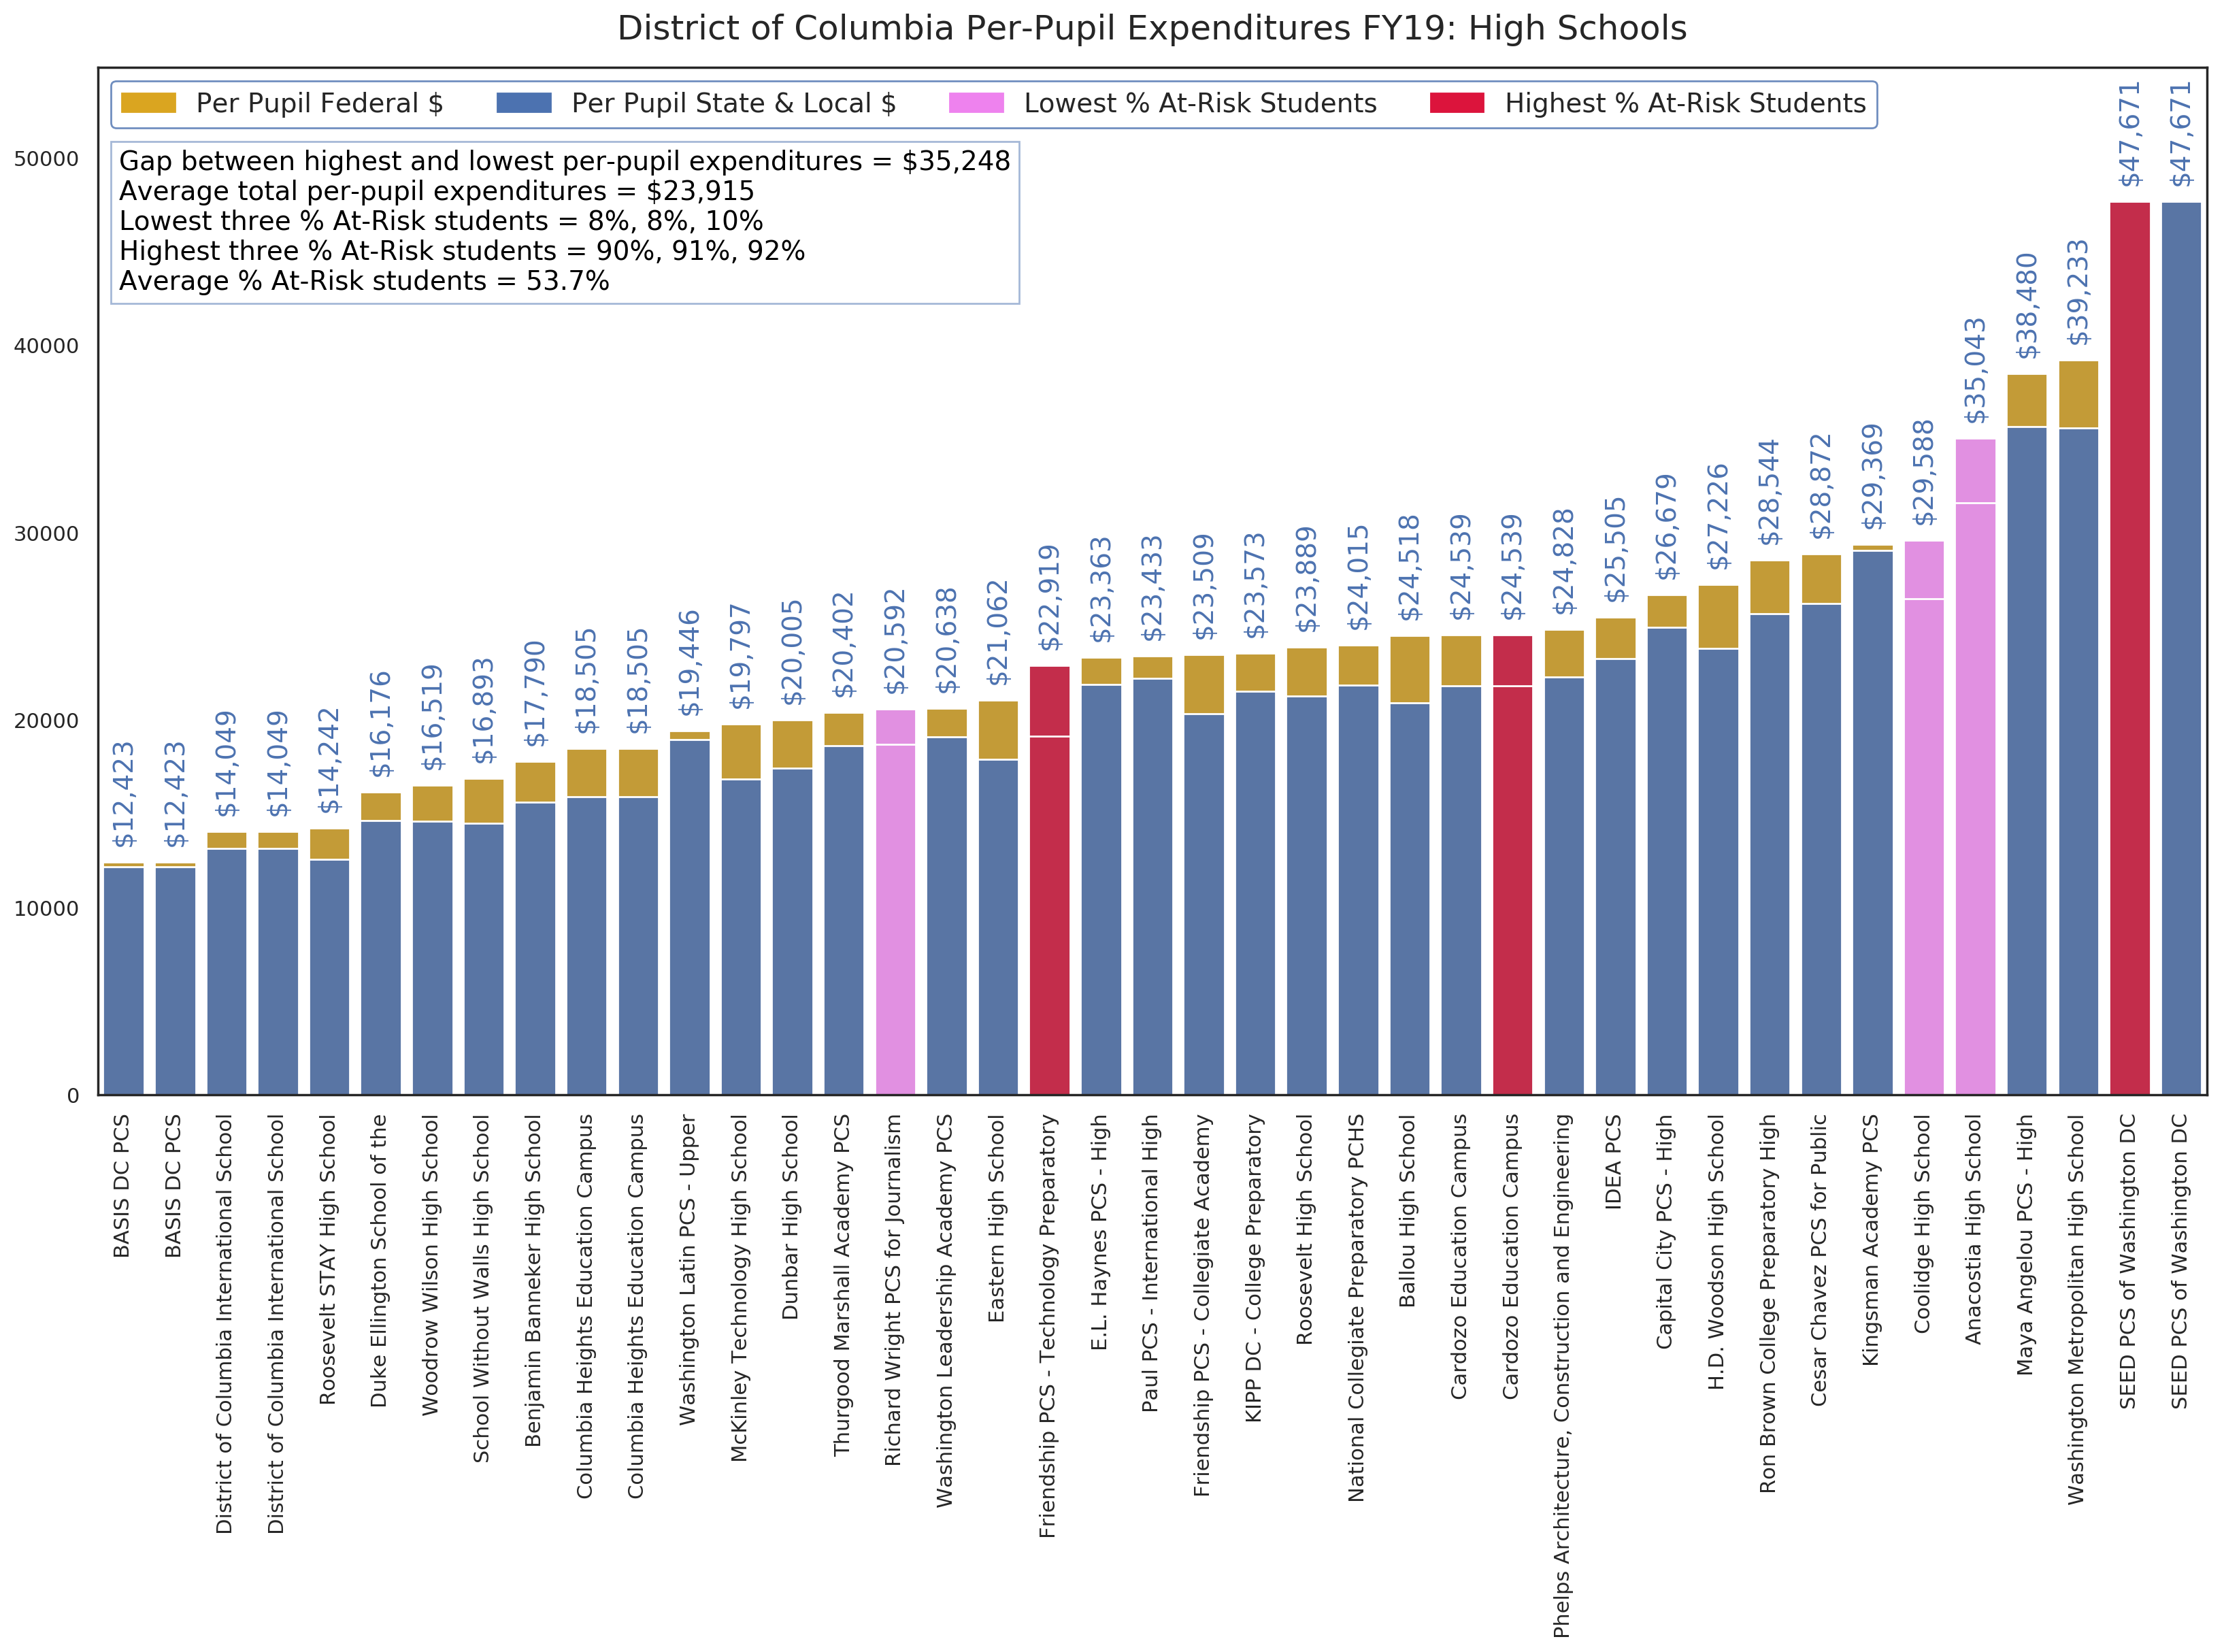 District of Columbia Per-Pupil Expenditures FY19: High Schools
Per Pupil Federal $
Per Pupil State & Local $
Lowest % At-Risk Students
Highest % At-Risk Students
Gap between highest and lowest per-pupil expenditures = $35,248
Average total per-pupil expenditures = $23,915
Lowest three % At-Risk students = 8%, 8%, 10%
Highest three % At-Risk students = 90%, 91%, 92%
Average % At-Risk students = 53.7%
50000
40000
30000
20000
10000
0
$12,423
$12,423
$14,049
$14,049
$14,242
$16,176
$16,519
$16,893
$17,790
$18,505
$18,505
$19,446
$19,797
$20,005
$20,402
$20,592
$20,638
$21,062
$22,919
$23,363
$23,433
$23,509
$23,573
$23,889
$24,015
$24,518
$24,539
$24,539
$24,828
$25,505
$26,679
$27,226
$28,544
$28,872
$29,369
$29,588
$35,043
$38,480
$39,233
$47,671
$47,671
BASIS DC PCS
BASIS DC PCS
District of Columbia International School
District of Columbia International School
Roosevelt STAY High School
Duke Ellington School of the
Woodrow Wilson High School
School Without Walls High School
Benjamin Banneker High School
Columbia Heights Education Campus
Columbia Heights Education Campus
Washington Latin PCS - Upper
McKinley Technology High School
Dunbar High School
Thurgood Marshall Academy PCS
Richard Wright PCS for Journalism
Washington Leadership Academy PCS
Eastern High School
Friendship PCS - Technology Preparatory
E.L. Haynes PCS - High
Paul PCS - International High
Friendship PCS - Collegiate Academy
KIPP DC - College Preparatory
Roosevelt High School
National Collegiate Preparatory PCHS
Ballou High School
Cardozo Education Campus
Cardozo Education Campus
Phelps Architecture, Construction and Engineering
IDEA PCS
Capital City PCS - High
H.D. Woodson High School
Ron Brown College Preparatory High
Cesar Chavez PCS for Public
Kingsman Academy PCS
Coolidge High School
Anacostia High School
Maya Angelou PCS - High
Washington Metropolitan High School
SEED PCS of Washington DC
SEED PCS of Washington DC